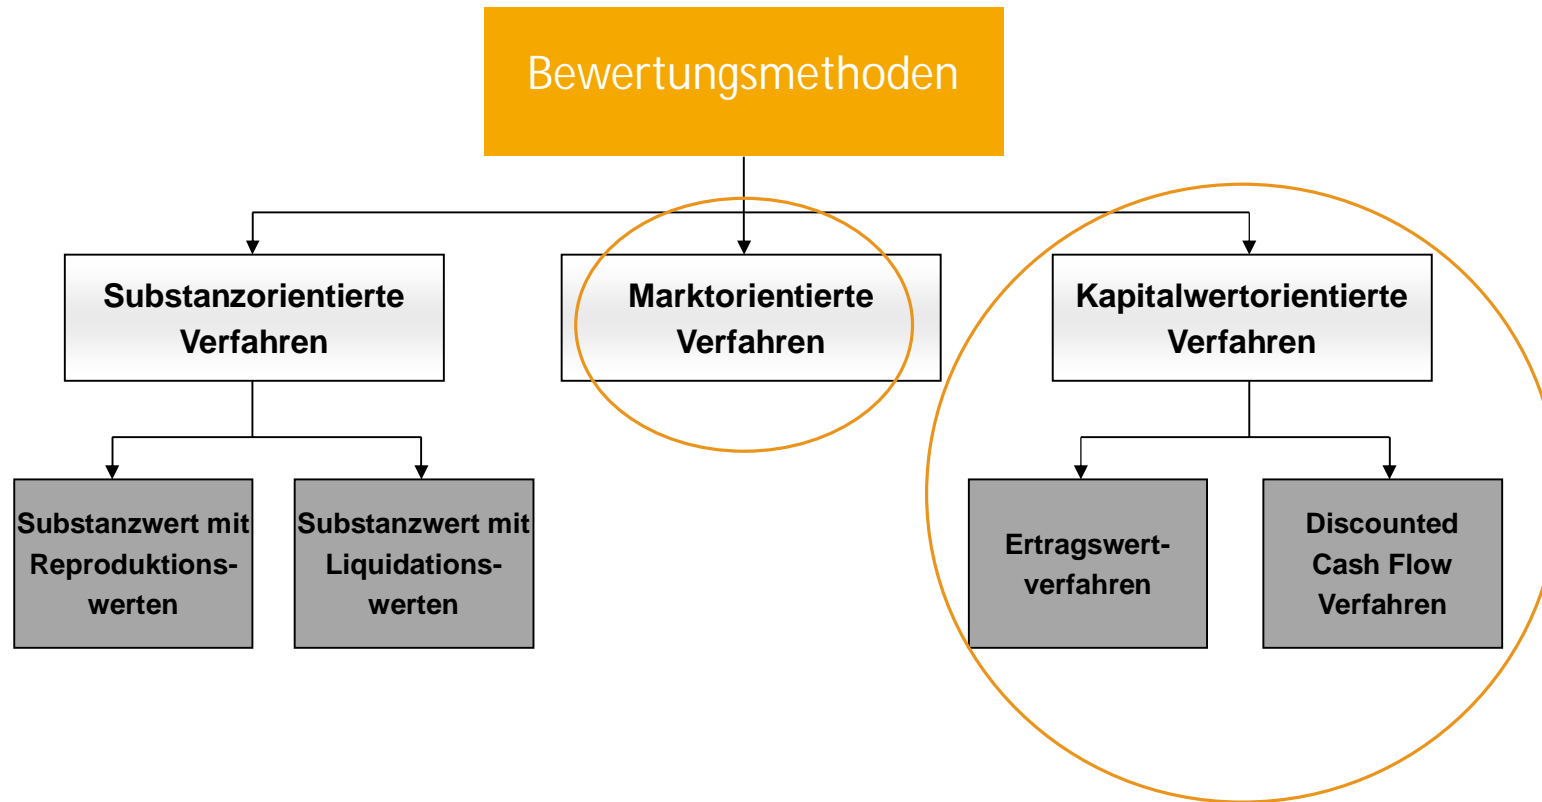 Bewertungsmethoden
Substanzorientierte
Verfahren
Marktorientierte
Verfahren
Kapitalwertorientierte
Verfahren
Substanzwert mit
Reproduktions-
werten
Substanzwert mit
Liquidations-
werten
Ertragswert-
verfahren
Discounted
Cash Flow
Verfahren